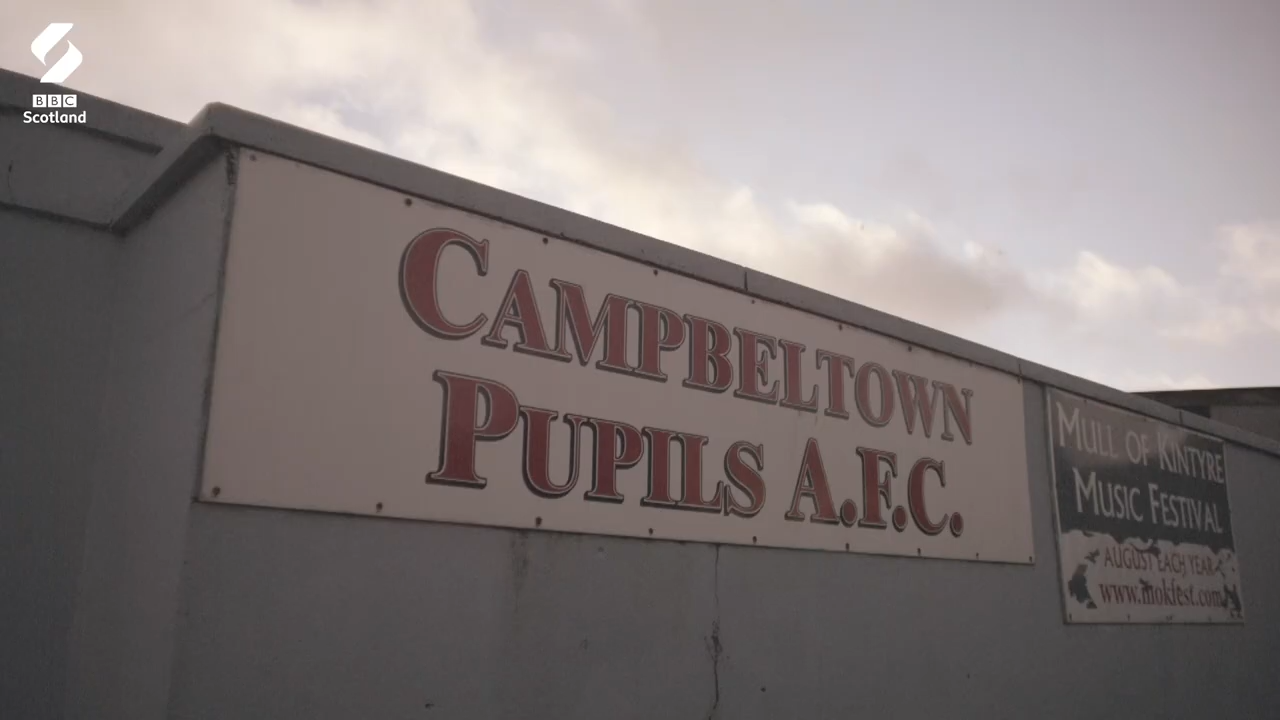 BBC
Scotland
CAMPBELTOWN
PUPILS A.F.C.
MULL OF KINTYRE
MUSIC FESTIVAL
AUGUST EACH YEAR
www.mokfest.com